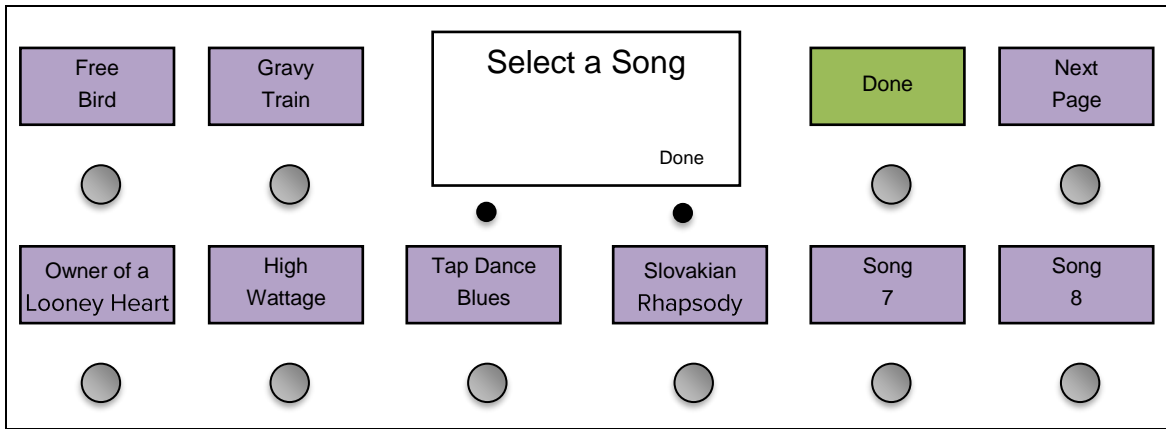 Free
Bird
Gravy
Train
Select a Song
Done
Done
Next
Page
Owner of a
Looney Heart
High
Wattage
Tap Dance
Blues
Slovakian
Rhapsody
Song
7
Song
8